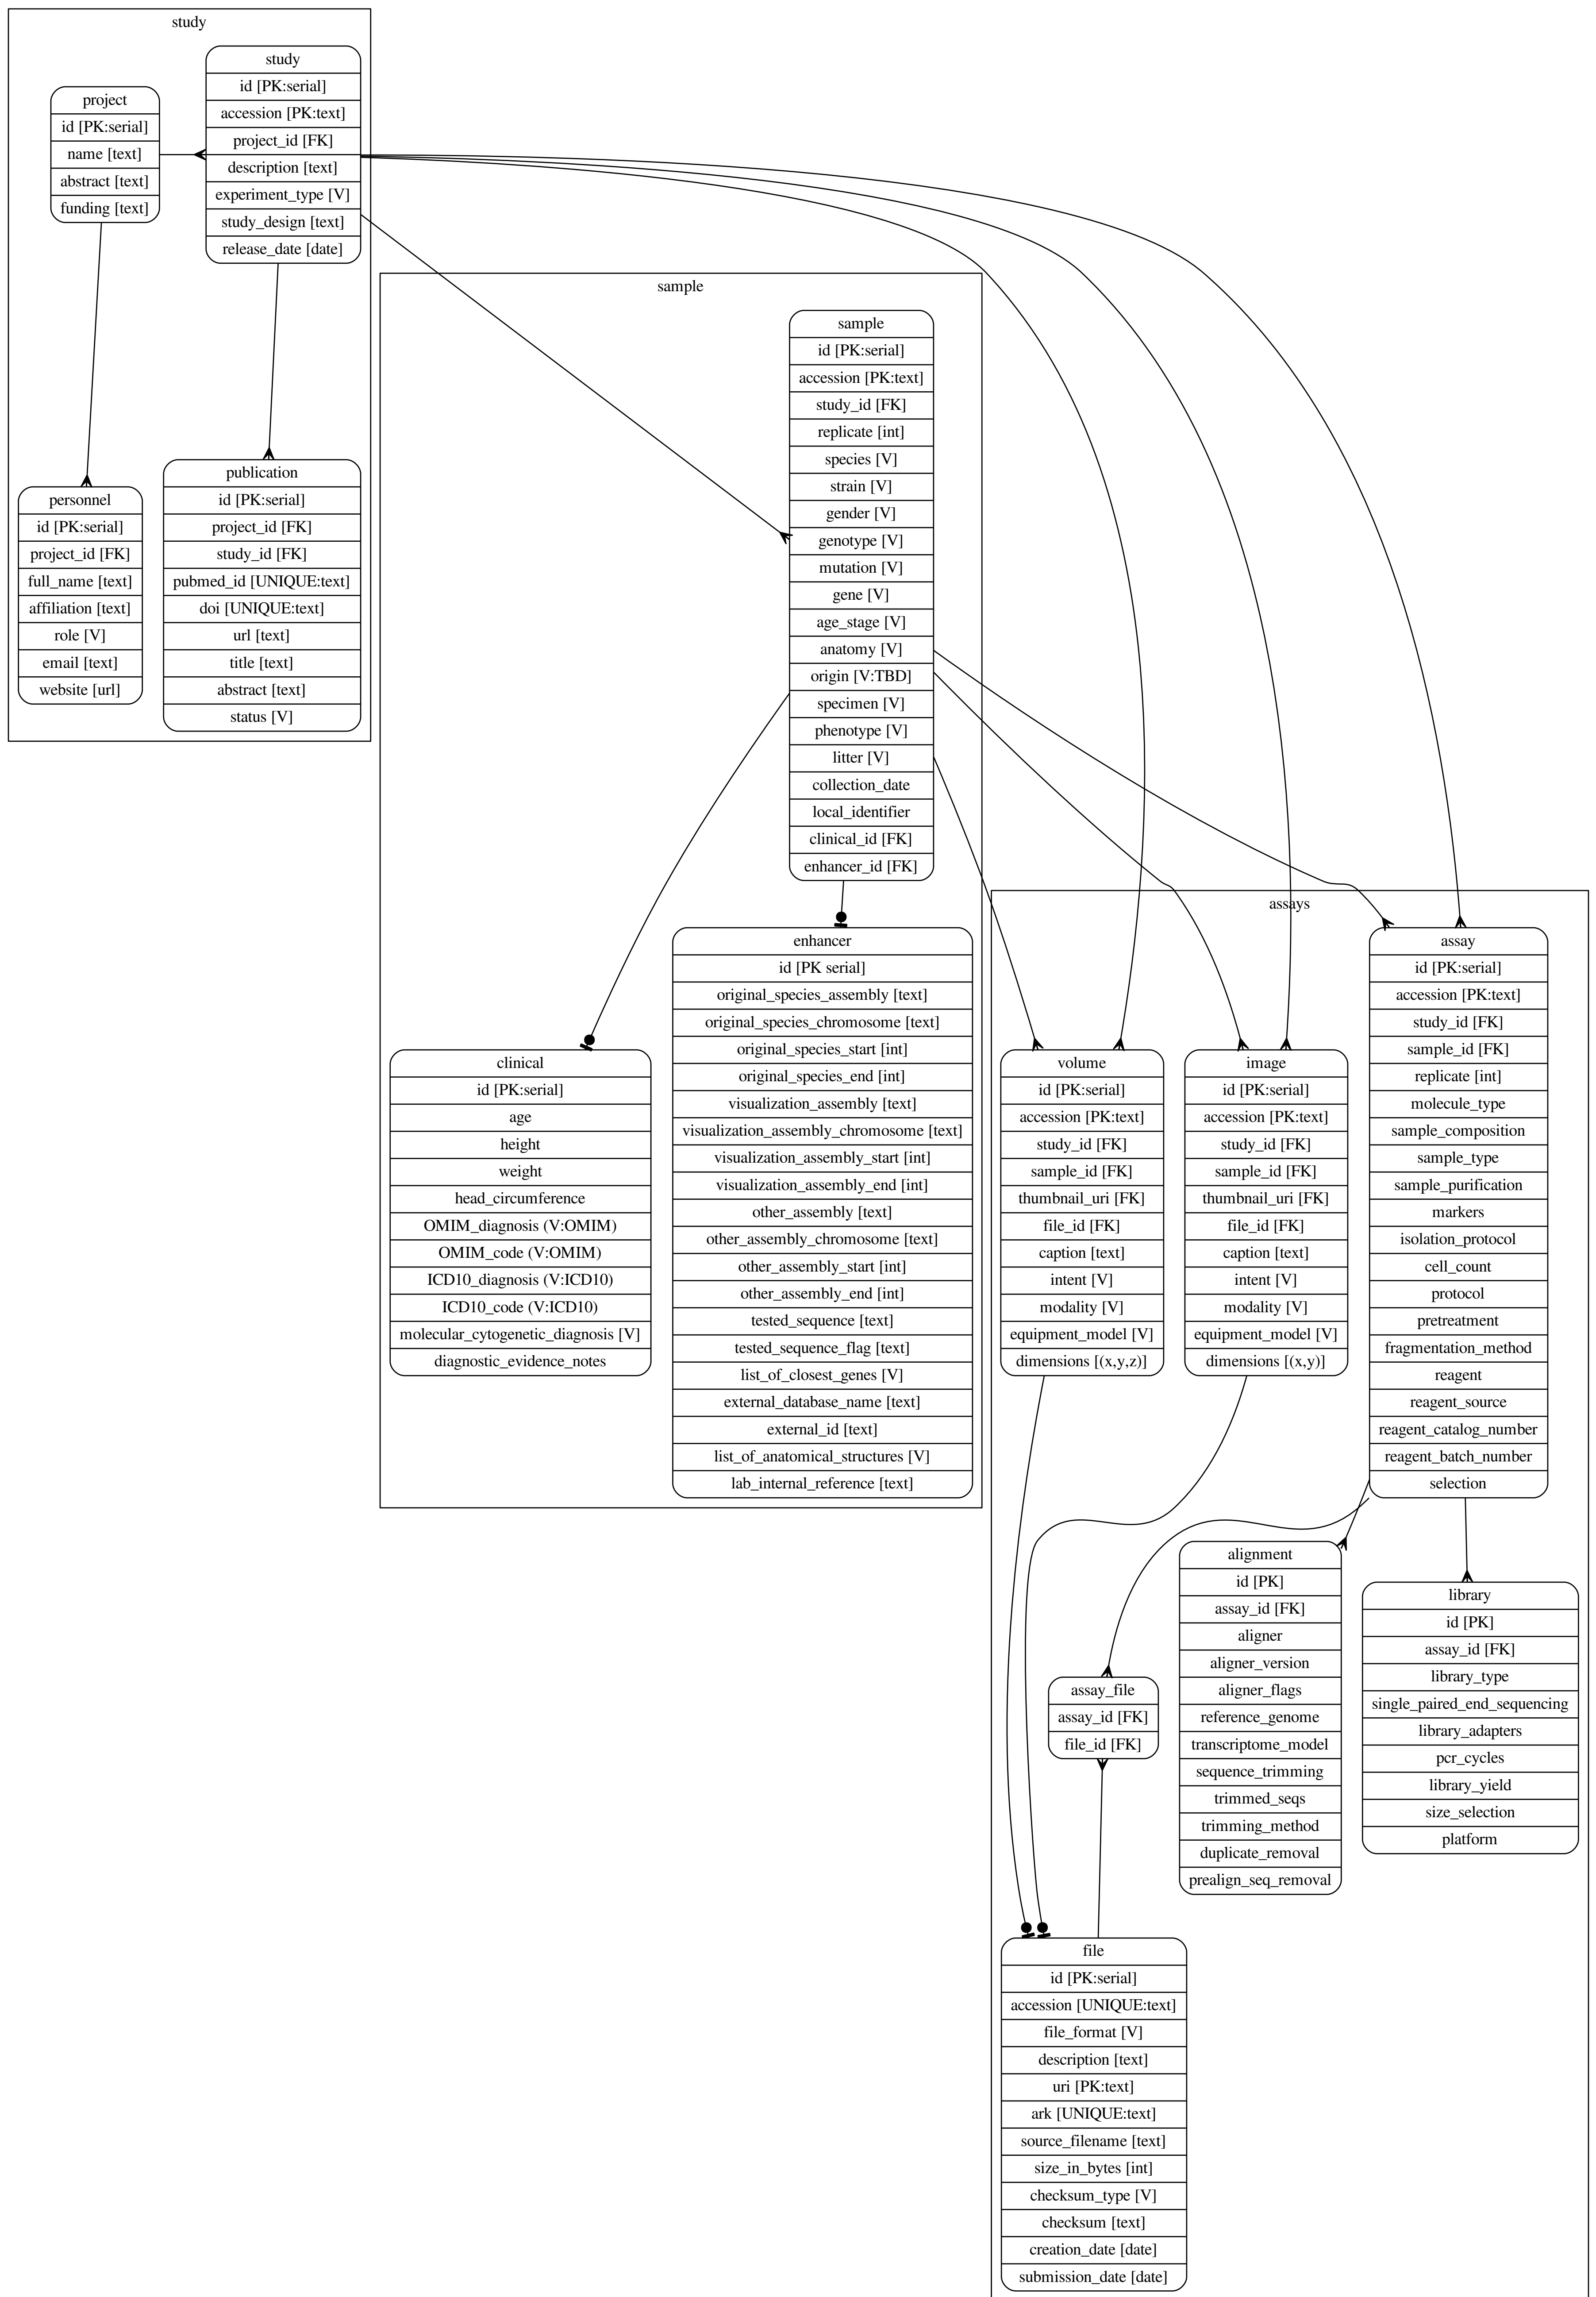 study
study
id [PK:serial]
accession [PK:text]
project_id [FK]
description [text]
experiment_type [V]
study_design [text]
release_date [date]
project
id [PK:serial]
name [text]
abstract [text]
funding [text]
personnel
id [PK:serial]
project_id [FK]
full_name [text]
affiliation [text]
role [V]
email [text]
website [url]
publication
id [PK:serial]
project_id [FK]
study_id [FK]
pubmed_id [UNIQUE:text]
doi [UNIQUE:text]
url [text]
title [text]
abstract [text]
status [V]
sample
sample
id [PK:serial]
accession [PK:text]
study_id [FK]
replicate [int]
species [V]
strain [V]
gender [V]
genotype [V]
mutation [V]
gene [V]
age_stage [V]
anatomy [V]
origin [V:TBD]
specimen [V]
phenotype [V]
litter [V]
collection_date
local_identifier
clinical_id [FK]
enhancer_id [FK]
clinical
id [PK:serial]
age
height
weight
head_circumference
OMIM_diagnosis (V:OMIM)
OMIM_code (V:OMIM)
ICD10_diagnosis (V:ICD10)
ICD10_code (V:ICD10)
molecular_cytogenetic_diagnosis [V]
diagnostic_evidence_notes
enhancer
id [PK serial]
original_species_assembly [text]
original_species_chromosome [text]
original_species_start [int]
original_species_end [int]
visualization_assembly [text]
visualization_assembly_chromosome [text]
visualization_assembly_start [int]
visualization_assembly_end [int]
other_assembly [text]
other_assembly_chromosome [text]
other_assembly_start [int]
other_assembly_end [int]
tested_sequence [text]
tested_sequence_flag [text]
list_of_closest_genes [V]
external_database_name [text]
external_id [text]
list_of_anatomical_structures [V]
lab_internal_reference [text]
assays
volume
id [PK:serial]
accession [PK:text]
study_id [FK]
sample_id [FK]
thumbnail_uri [FK]
file_id [FK]
caption [text]
intent [V]
modality [V]
equipment_model [V]
dimensions [(x,y,z)]
image
id [PK:serial]
accession [PK:text]
study_id [FK]
sample_id [FK]
thumbnail_uri [FK]
file_id [FK]
caption [text]
intent [V]
modality [V]
equipment_model [V]
dimensions [(x,y)]
assay
id [PK:serial]
accession [PK:text]
study_id [FK]
sample_id [FK]
replicate [int]
molecule_type
sample_composition
sample_type
sample_purification
markers
isolation_protocol
cell_count
protocol
pretreatment
fragmentation_method
reagent
reagent_source
reagent_catalog_number
reagent_batch_number
selection
alignment
id [PK]
assay_id [FK]
aligner
aligner_version
aligner_flags
reference_genome
transcriptome_model
sequence_trimming
trimmed_seqs
trimming_method
duplicate_removal
prealign_seq_removal
library
id [PK]
assay_id [FK]
library_type
single_paired_end_sequencing
library_adapters
pcr_cycles
library_yield
size_selection
platform
assay_file
assay_id [FK]
file_id [FK]
file
id [PK:serial]
accession [UNIQUE:text]
file_format [V]
description [text]
uri [PK:text]
ark [UNIQUE:text]
source_filename [text]
size_in_bytes [int]
checksum_type [V]
checksum [text]
creation_date [date]
submission_date [date]